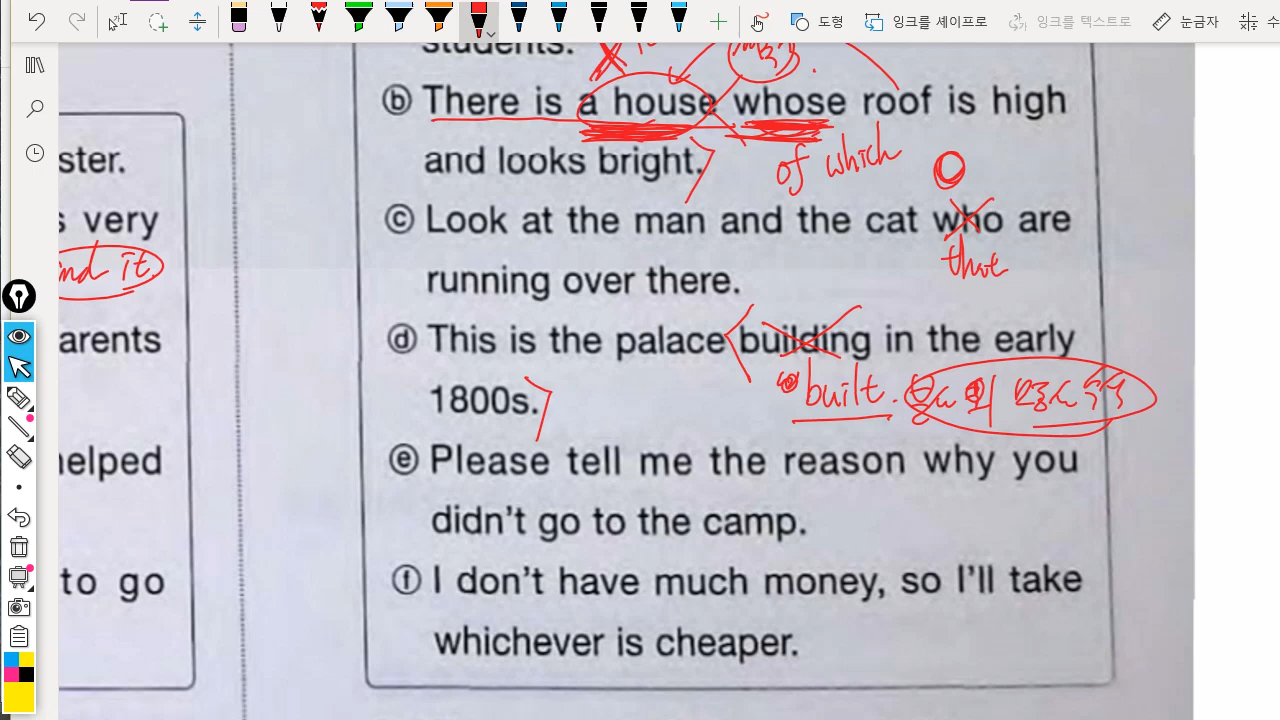 도형
잉크를 셰이프로
잉크를 텍스트로
눈금자
수
students.
ⓑ There is a house whose roof is high
and looks bright.
of which
ster.
ⓒ Look at the man and the cat who are
s very
that
running over there.
ⓓ This is the palace building in the early
arents
1800s.
built.
ⓔ Please tell me the reason why you
helped
didn't go to the camp.
ⓕ I don't have much money, so I'll take
to go
whichever is cheaper.